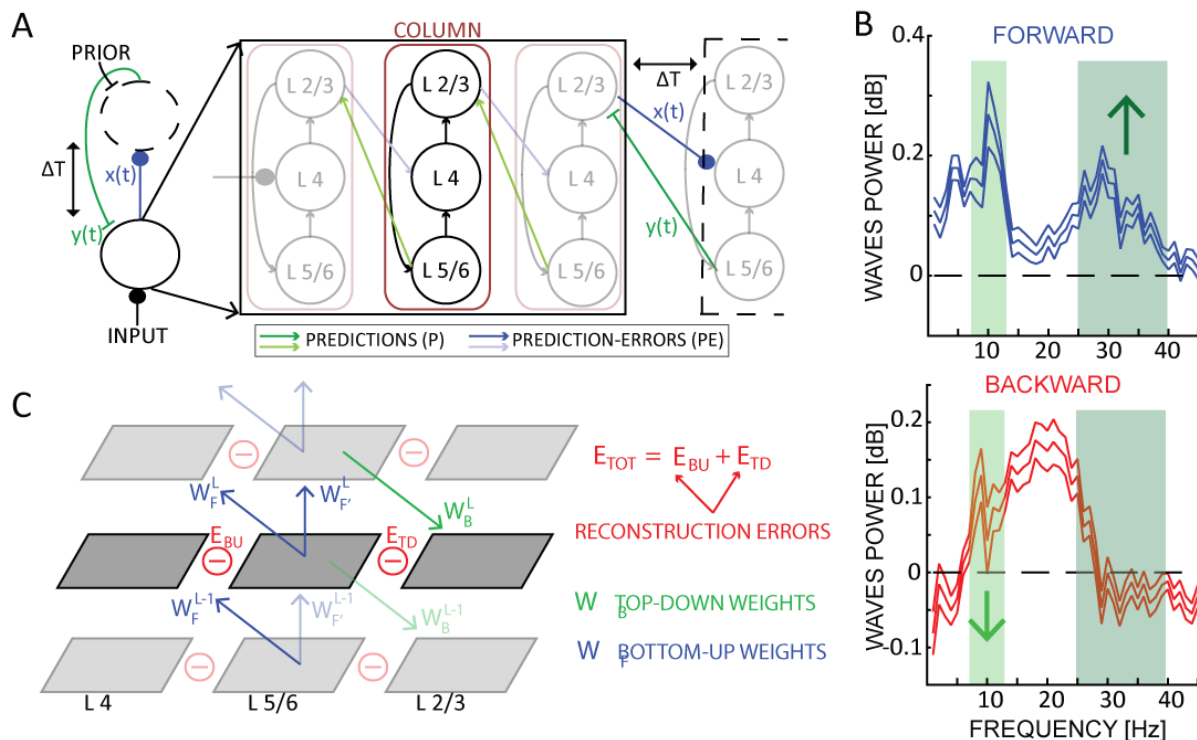 A
PRIOR
ΔT
x(t)
y(t)
INPUT
COLUMN
L 2/3
L 4
L 5/6
L 2/3
L 4
L 5/6
L 2/3
L 4
L 5/6
ΔT
x(t)
y(t)
L 2/3
L 4
L 5/6
PREDICTIONS (P)
PREDICTION-ERRORS (PE)
B
FORWARD
WAVES POWER [dB]
0.4
0.2
0
10
20
30
40
BACKWARD
WAVES POWER [dB]
0.2
0.1
0
-0.1
10
20
30
40
FREQUENCY [Hz]
C
W_F^L
W_F'^L
W_B^L
E_BU
E_TD
W_F^L-1
W_F'^L-1
W_B^L-1
L 4
L 5/6
L 2/3
E_TOT = E_BU + E_TD
RECONSTRUCTION ERRORS
W_B TOP-DOWN WEIGHTS
W_F BOTTOM-UP WEIGHTS